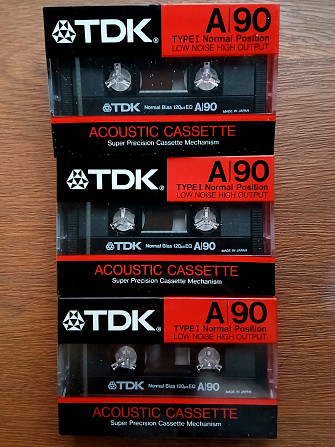 TDK® A|90
TYPE I Normal Position
LOW NOISE HIGH OUTPUT
TDK Normal Bias 120µs EQ A|90
MADE IN JAPAN
ACOUSTIC CASSETTE
Super Precision Cassette Mechanism
TDK® A|90
TYPE I Normal Position
LOW NOISE HIGH OUTPUT
TDK Normal Bias 120µs EQ A|90
MADE IN JAPAN
ACOUSTIC CASSETTE
Super Precision Cassette Mechanism
TDK® A|90
TYPE I Normal Position
LOW NOISE HIGH OUTPUT
TDK Normal Bias 120µs EQ A|90
MADE IN JAPAN
ACOUSTIC CASSETTE
Super Precision Cassette Mechanism